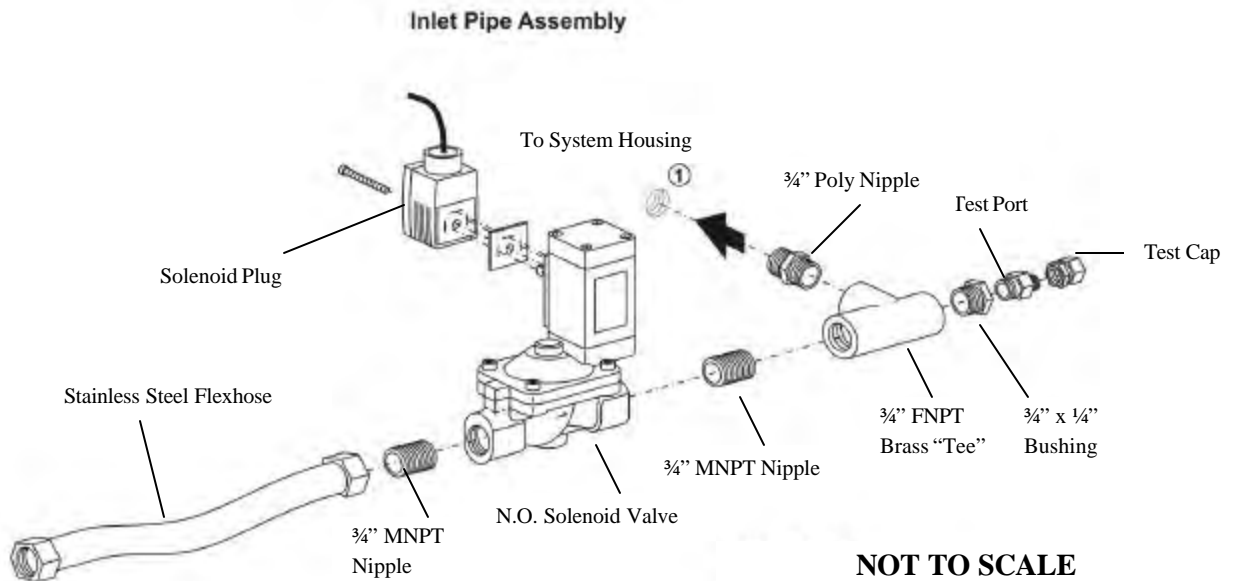 Inlet Pipe Assembly
To System Housing
①
¾” Poly Nipple
Test Port
Test Cap
Solenoid Plug
Stainless Steel Flexhose
¾” FNPT
Brass “Tee”
¾” x ¼”
Bushing
¾” MNPT Nipple
N.O. Solenoid Valve
¾” MNPT
Nipple
NOT TO SCALE